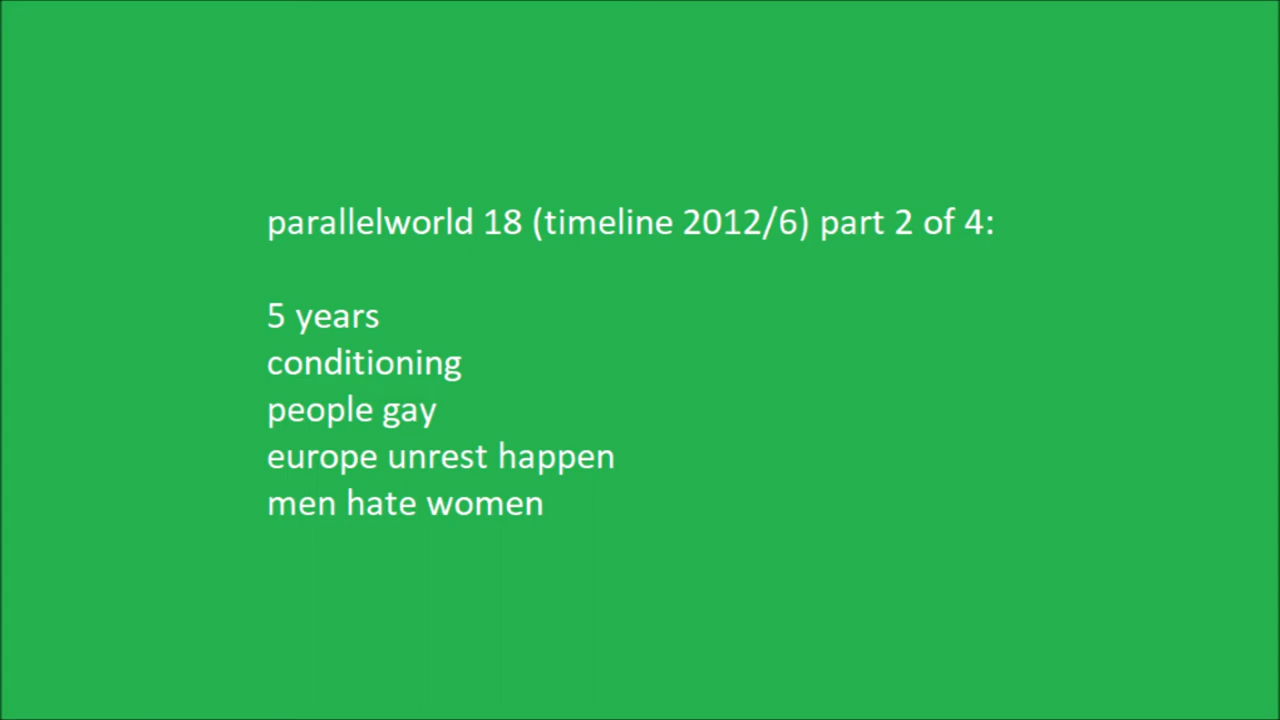 parallelworld 18 (timeline 2012/6) part 2 of 4:
5 years
conditioning
people gay
europe unrest happen
men hate women